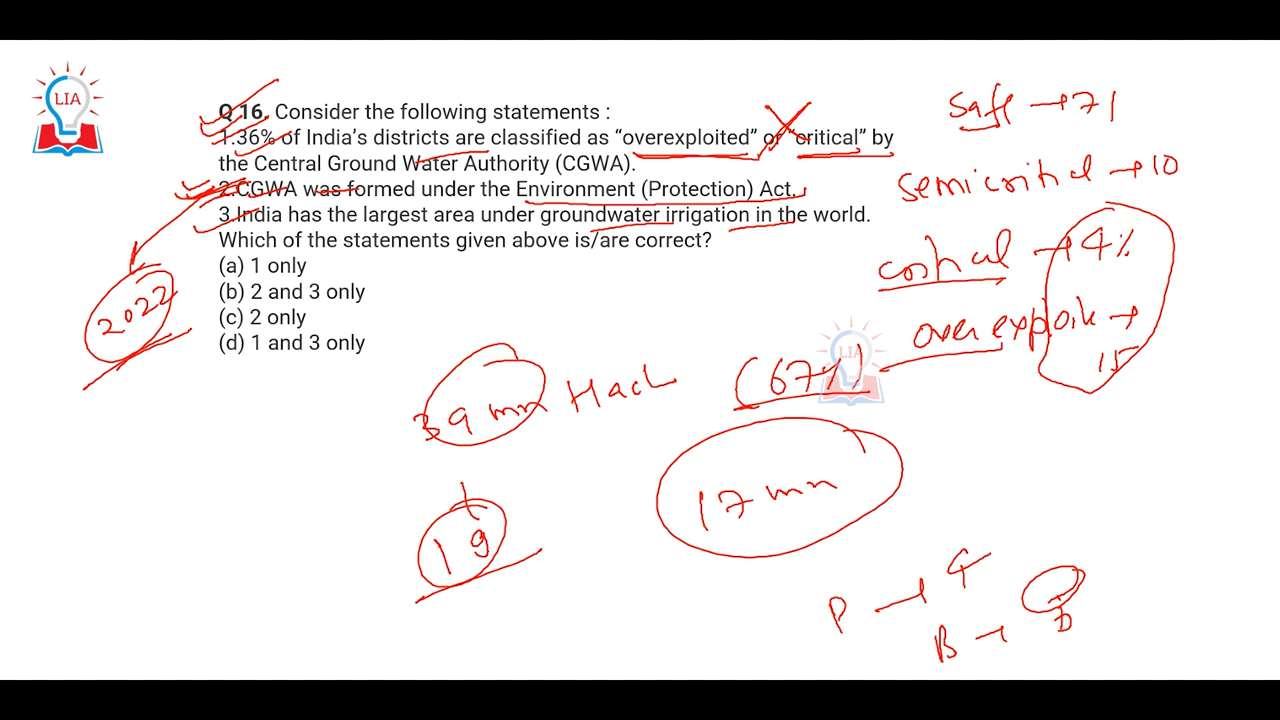 LIA
Q.16. Consider the following statements :
1.36% of India's districts are classified as “overexploited” or “critical” by
the Central Ground Water Authority (CGWA).
2.CGWA was formed under the Environment (Protection) Act.
3.India has the largest area under groundwater irrigation in the world.
Which of the statements given above is/are correct?
(a) 1 only
(b) 2 and 3 only
(c) 2 only
(d) 1 and 3 only
Safe → 71
Semicritical → 10
→ 4%
over exploit →
15
2022
LIA
(67%)
39 mn
17 mn
19
P → 4
B →